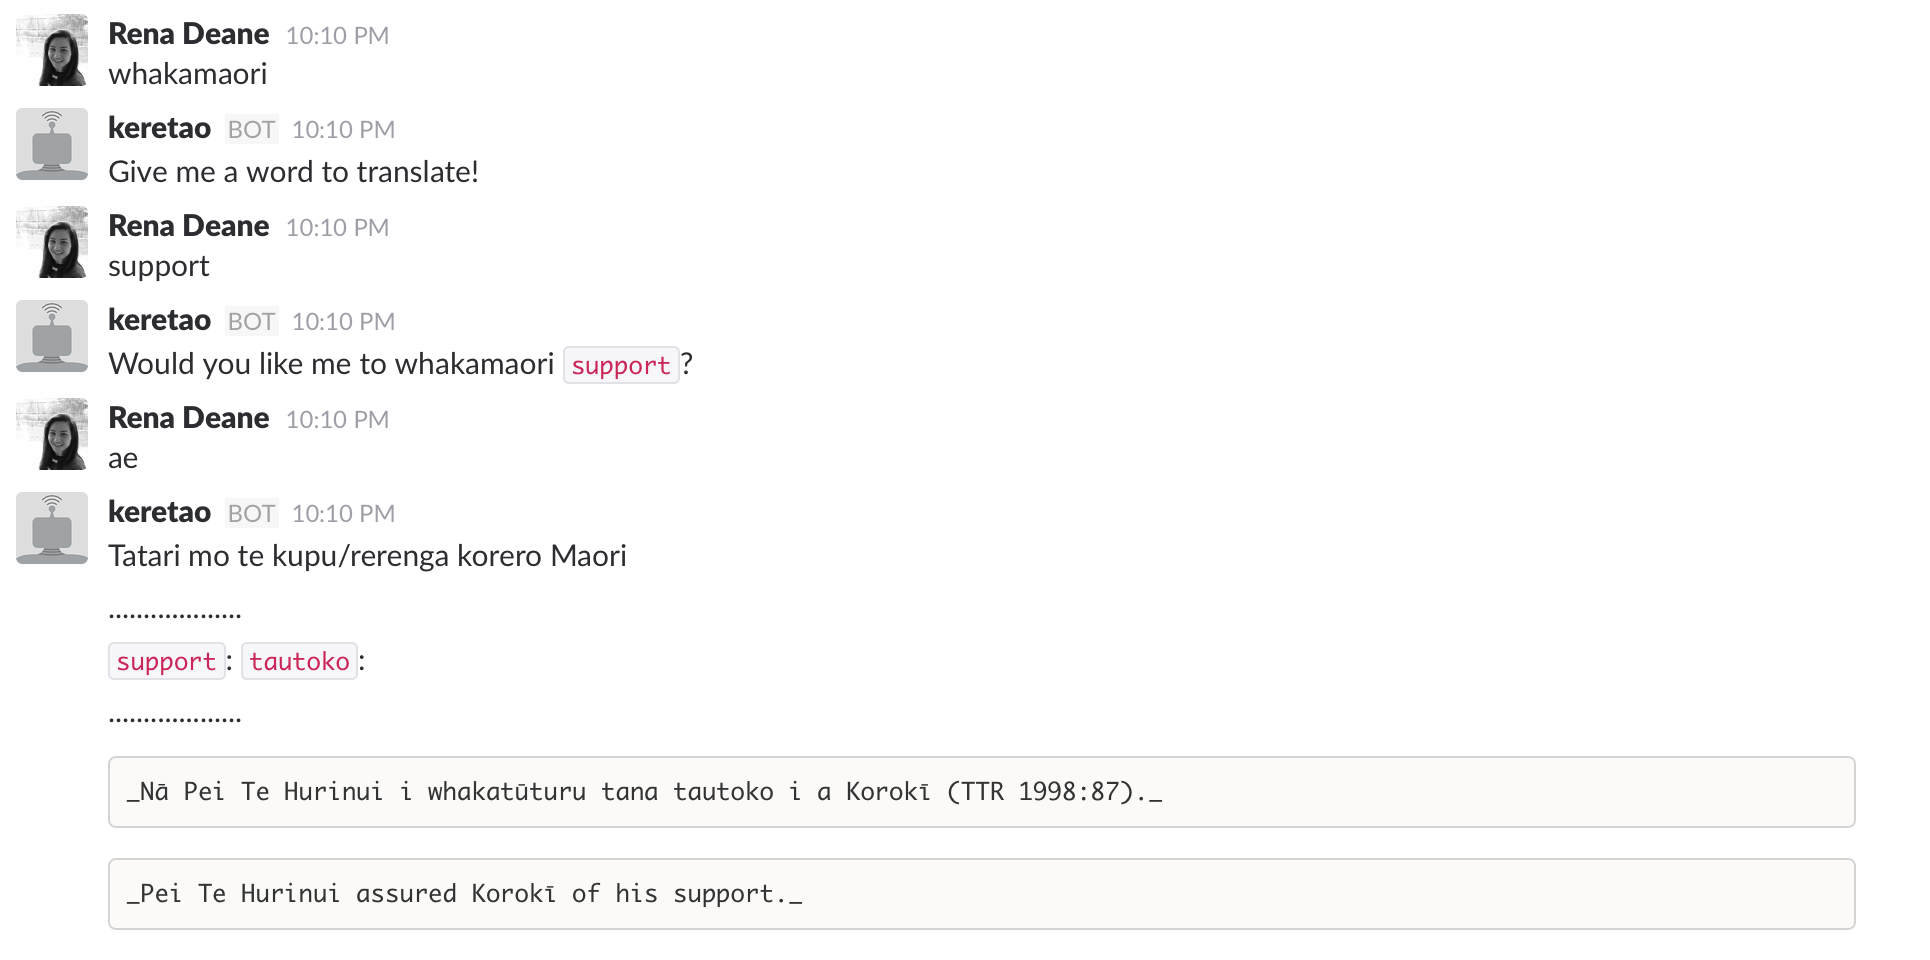 Rena Deane 10:10 PM
whakamaori
keretao BOT 10:10 PM
Give me a word to translate!
Rena Deane 10:10 PM
support
keretao BOT 10:10 PM
Would you like me to whakamaori support?
Rena Deane 10:10 PM
ae
keretao BOT 10:10 PM
Tatari mo te kupu/rerenga korero Maori
...................
support: tautoko:
...................
_Nā Pei Te Hurinui i whakatūturu tana tautoko i a Korokī (TTR 1998:87)._
_Pei Te Hurinui assured Korokī of his support._